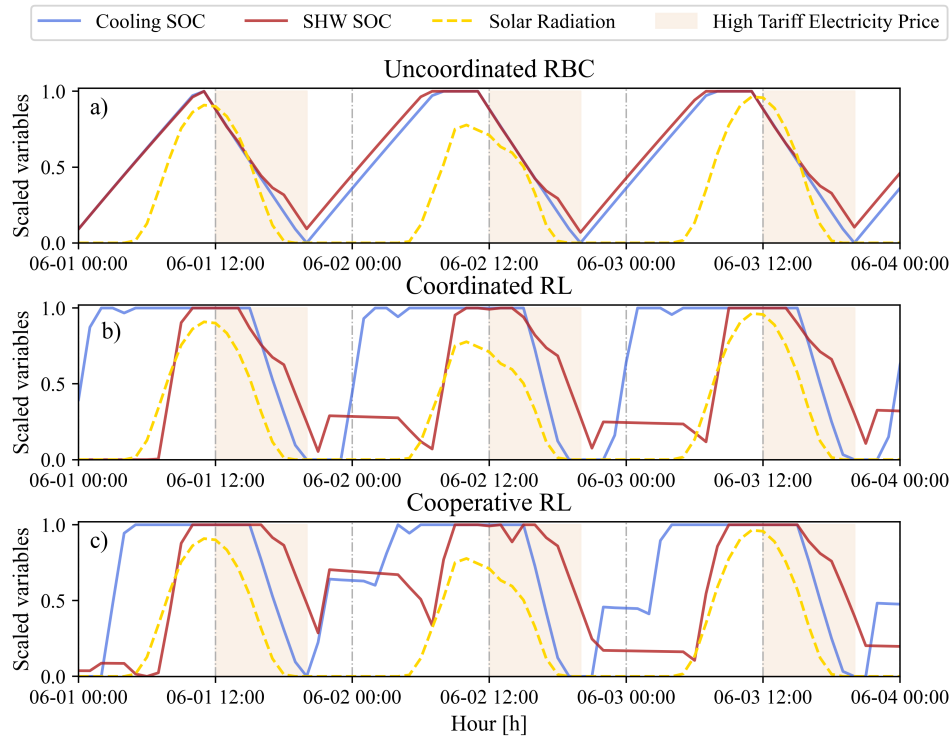 Cooling SOC SHW SOC Solar Radiation High Tariff Electricity Price
Uncoordinated RBC
a)
1.0
0.5
0.0
Scaled variables
06-01 00:00 06-01 12:00 06-02 00:00 06-02 12:00 06-03 00:00 06-03 12:00 06-04 00:00
Coordinated RL
b)
1.0
0.5
0.0
Scaled variables
06-01 00:00 06-01 12:00 06-02 00:00 06-02 12:00 06-03 00:00 06-03 12:00 06-04 00:00
Cooperative RL
c)
1.0
0.5
0.0
Scaled variables
06-01 00:00 06-01 12:00 06-02 00:00 06-02 12:00 06-03 00:00 06-03 12:00 06-04 00:00
Hour [h]